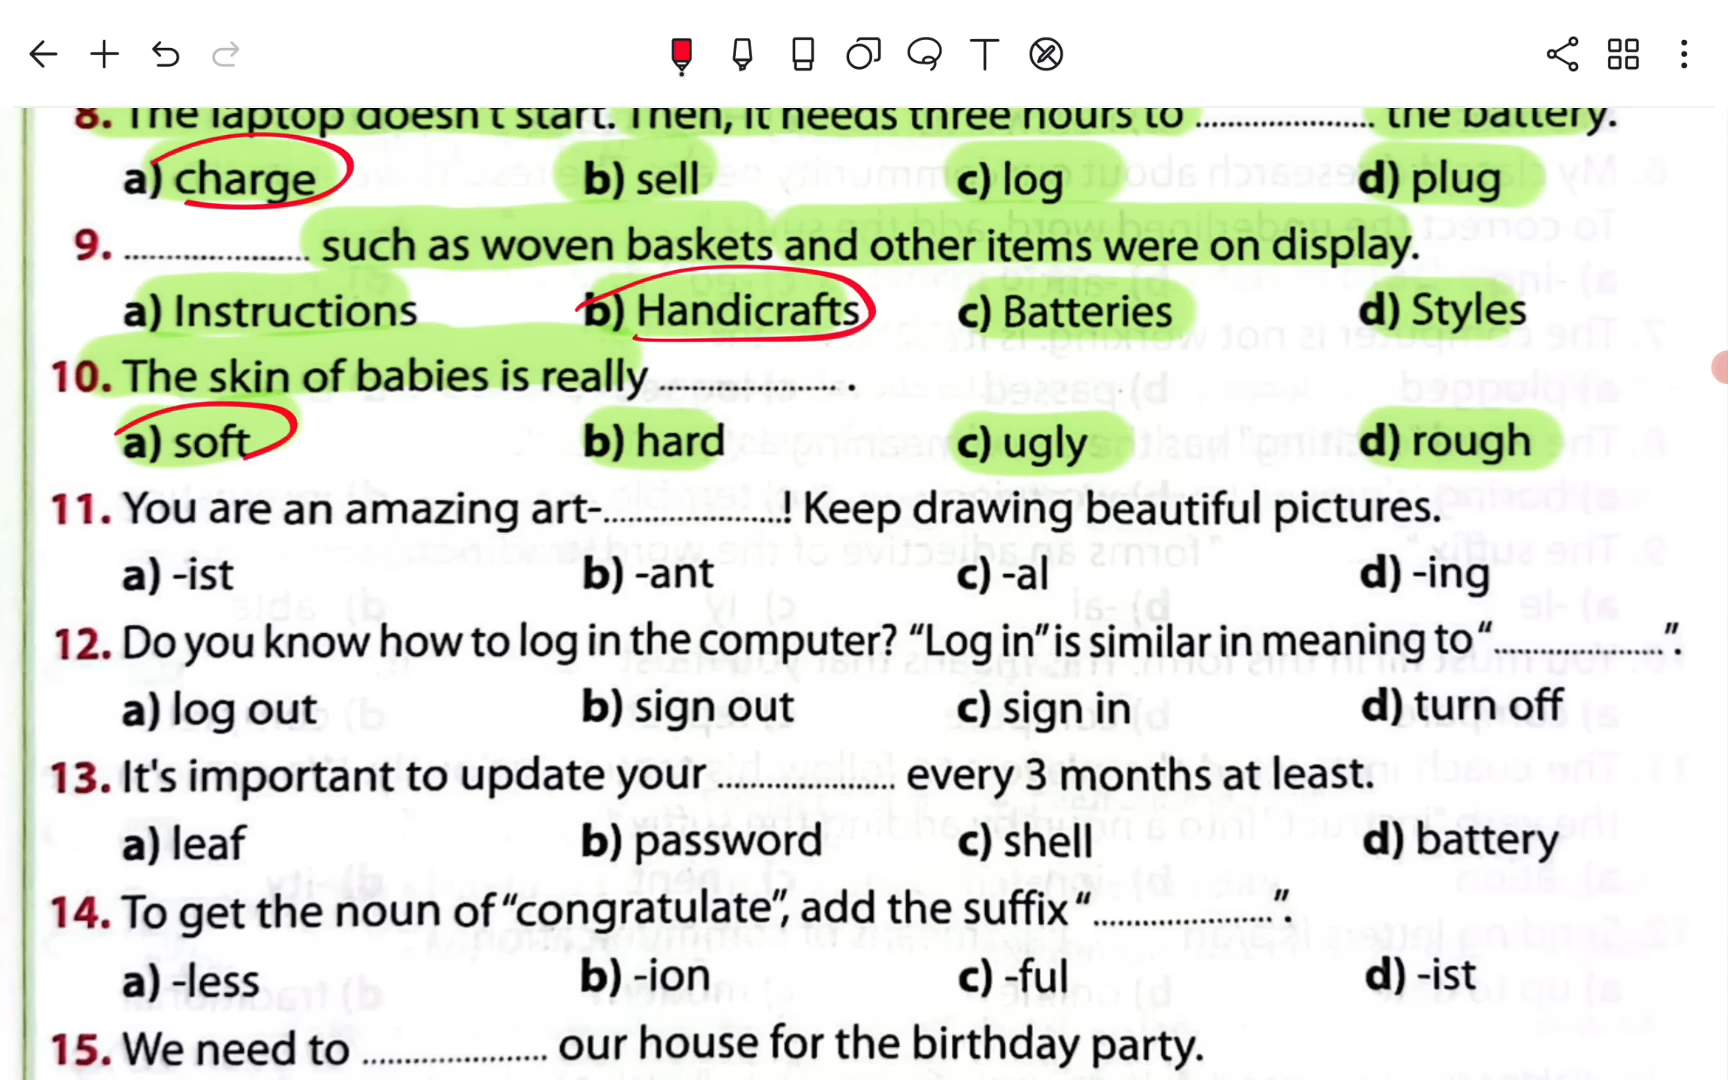 8. The laptop doesn't start. Then, it needs three hours to .................... the battery.
a) charge b) sell c) log d) plug
9. .................... such as woven baskets and other items were on display.
a) Instructions b) Handicrafts c) Batteries d) Styles
10. The skin of babies is really .................... .
a) soft b) hard c) ugly d) rough
11. You are an amazing art-....................! Keep drawing beautiful pictures.
a) -ist b) -ant c) -al d) -ing
12. Do you know how to log in the computer? “Log in” is similar in meaning to “....................”.
a) log out b) sign out c) sign in d) turn off
13. It's important to update your .................... every 3 months at least.
a) leaf b) password c) shell d) battery
14. To get the noun of “congratulate”, add the suffix “....................”.
a) -less b) -ion c) -ful d) -ist
15. We need to .................... our house for the birthday party.